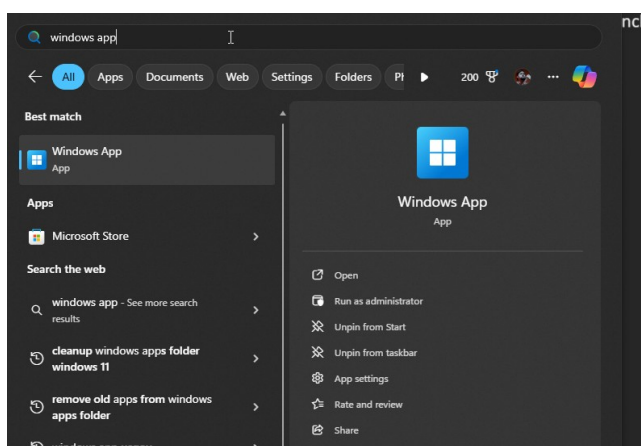 windows app
All Apps Documents Web Settings Folders 200 ...
Best match
Windows App
App
Apps
Microsoft Store
Search the web
windows app - See more search
results
cleanup windows apps folder
windows 11
remove old apps from windows
apps folder
Windows App
App
Open
Run as administrator
Unpin from Start
Unpin from taskbar
App settings
Rate and review
Share